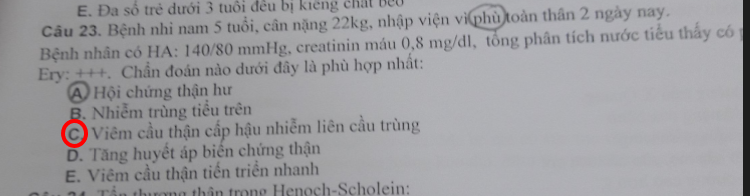 E. Đa số trẻ dưới 3 tuổi đều bị kiêng chất béo
Câu 23. Bệnh nhi nam 5 tuổi, cân nặng 22kg, nhập viện vì phù toàn thân 2 ngày nay.
Bệnh nhân có HA: 140/80 mmHg, creatinin máu 0,8 mg/dl, tổng phân tích nước tiểu thấy có
Ery: +++. Chẩn đoán nào dưới đây là phù hợp nhất:
A. Hội chứng thận hư
B. Nhiễm trùng tiểu trên
C. Viêm cầu thận cấp hậu nhiễm liên cầu trùng
D. Tăng huyết áp biến chứng thận
E. Viêm cầu thận tiến triển nhanh
thương thận trong Henoch-Scholein: